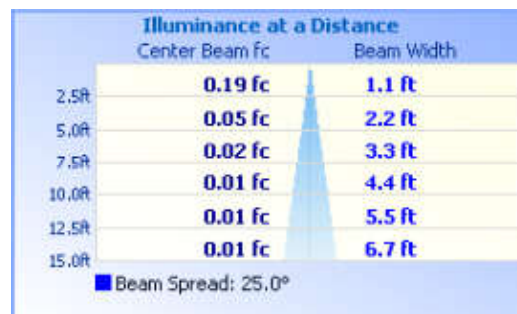 Illuminance at a Distance
Center Beam fc Beam Width
2.5ft 0.19 fc 1.1 ft
5.0ft 0.05 fc 2.2 ft
7.5ft 0.02 fc 3.3 ft
10.0ft 0.01 fc 4.4 ft
12.5ft 0.01 fc 5.5 ft
15.0ft 0.01 fc 6.7 ft
Beam Spread: 25.0°